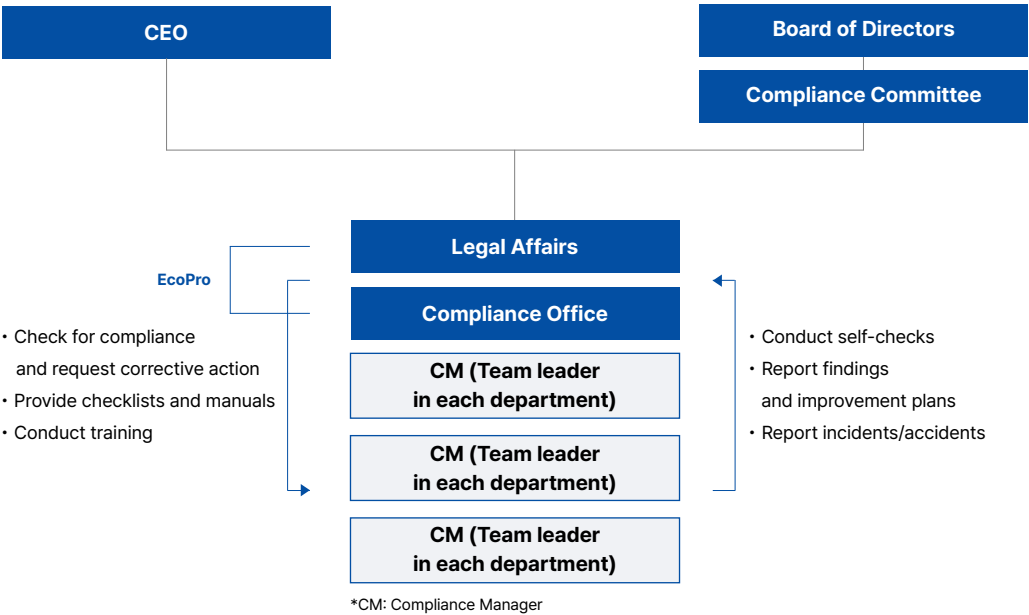 CEO
Board of Directors
Compliance Committee
Legal Affairs
EcoPro
Compliance Office
· Check for compliance
and request corrective action
· Provide checklists and manuals
· Conduct training
CM (Team leader
in each department)
CM (Team leader
in each department)
CM (Team leader
in each department)
· Conduct self-checks
· Report findings
and improvement plans
· Report incidents/accidents
*CM: Compliance Manager